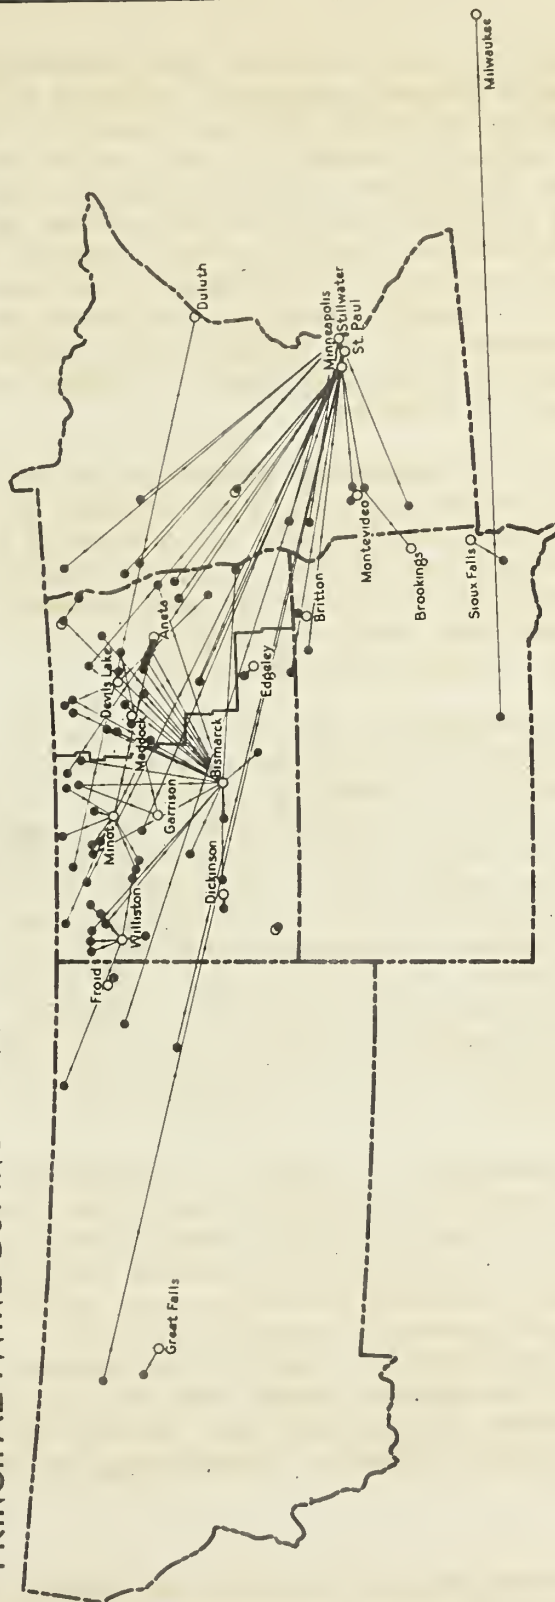 Milwaukee
Duluth
Minneapolis
Stillwater
St. Paul
Montevideo
Brookings
Sioux Falls
Britton
Edgeley
Aneta
Devils Lake
Maddock
Bismarck
Garrison
Minot
Dickinson
Williston
Froid
Great Falls